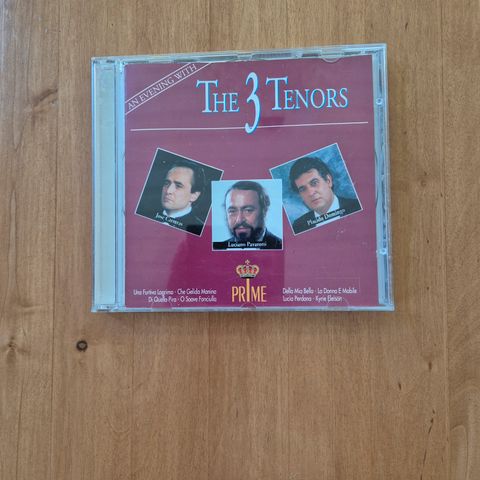 AN EVENING WITH
THE 3 TENORS
José Carreras
Luciano Pavarotti
Placido Domingo
PRIME
Una Furtiva Lagrima · Che Gelida Manina
Di Quella Pira · O Soave Fanciulla
Della Mia Bella · La Donna E Mobile
Lucia Perdona · Kyrie Eleison